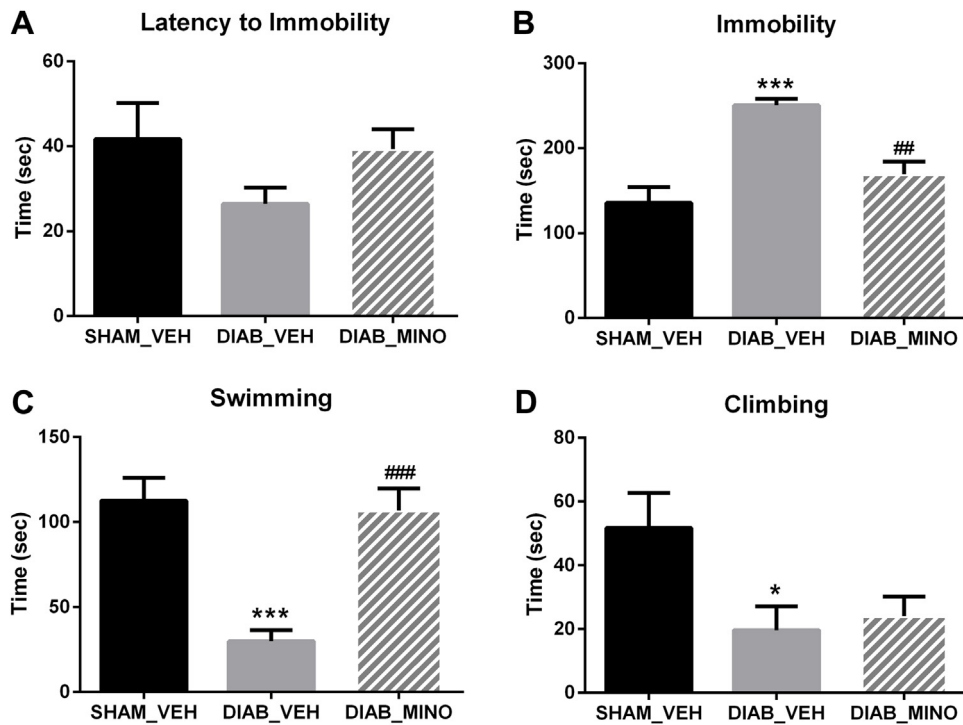 A
Latency to Immobility
Time (sec)
60
40
20
0
SHAM_VEH DIAB_VEH DIAB_MINO
B
Immobility
Time (sec)
300
***
200
##
100
0
SHAM_VEH DIAB_VEH DIAB_MINO
C
Swimming
Time (sec)
150
###
100
50
***
0
SHAM_VEH DIAB_VEH DIAB_MINO
D
Climbing
Time (sec)
80
60
40
*
20
0
SHAM_VEH DIAB_VEH DIAB_MINO